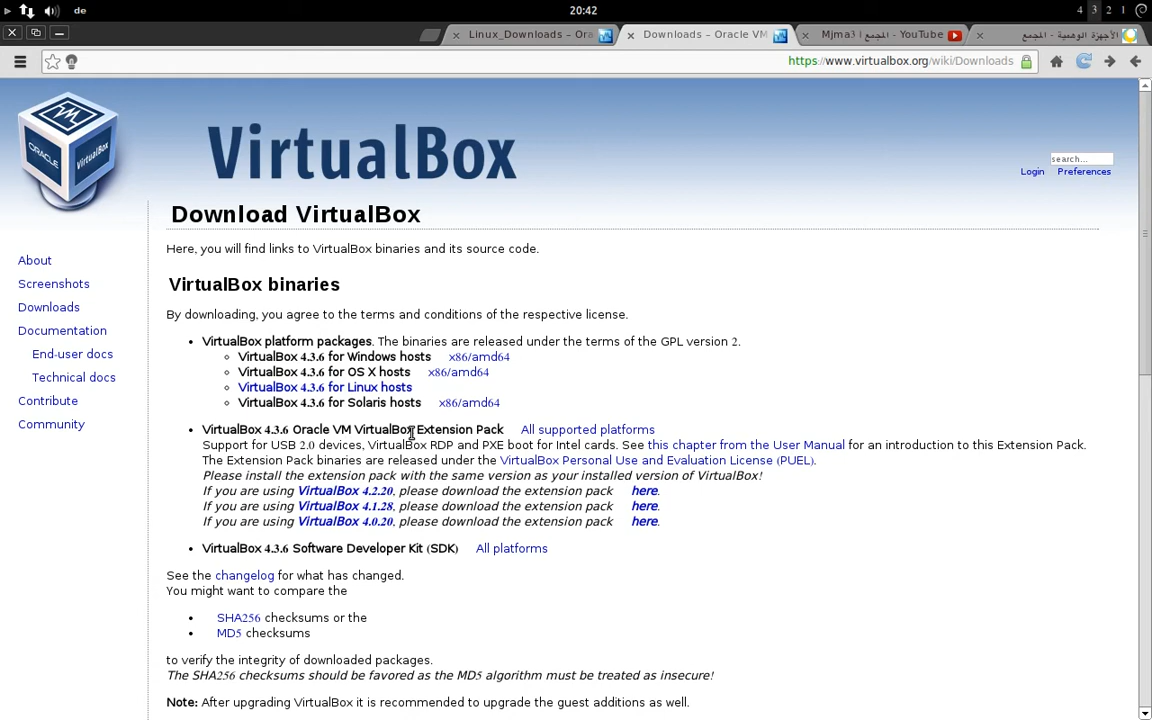 de
20:42
4 3 2 1
Linux_Downloads – Ora
Downloads – Oracle VM
Mjma3 | المجمع - YouTube
الأجهزة الوهمية - المجمع
https://www.virtualbox.org/wiki/Downloads
ORACLE
VirtualBox
VirtualBox
search...
Login Preferences
About
Screenshots
Downloads
Documentation
End-user docs
Technical docs
Contribute
Community
Download VirtualBox
Here, you will find links to VirtualBox binaries and its source code.
VirtualBox binaries
By downloading, you agree to the terms and conditions of the respective license.
• VirtualBox platform packages. The binaries are released under the terms of the GPL version 2.
VirtualBox 4.3.6 for Windows hosts x86/amd64
VirtualBox 4.3.6 for OS X hosts x86/amd64
VirtualBox 4.3.6 for Linux hosts
VirtualBox 4.3.6 for Solaris hosts x86/amd64
• VirtualBox 4.3.6 Oracle VM VirtualBox Extension Pack All supported platforms
Support for USB 2.0 devices, VirtualBox RDP and PXE boot for Intel cards. See this chapter from the User Manual for an introduction to this Extension Pack.
The Extension Pack binaries are released under the VirtualBox Personal Use and Evaluation License (PUEL).
Please install the extension pack with the same version as your installed version of VirtualBox!
If you are using VirtualBox 4.2.20, please download the extension pack here.
If you are using VirtualBox 4.1.28, please download the extension pack here.
If you are using VirtualBox 4.0.20, please download the extension pack here.
• VirtualBox 4.3.6 Software Developer Kit (SDK) All platforms
See the changelog for what has changed.
You might want to compare the
• SHA256 checksums or the
• MD5 checksums
to verify the integrity of downloaded packages.
The SHA256 checksums should be favored as the MD5 algorithm must be treated as insecure!
Note: After upgrading VirtualBox it is recommended to upgrade the guest additions as well.